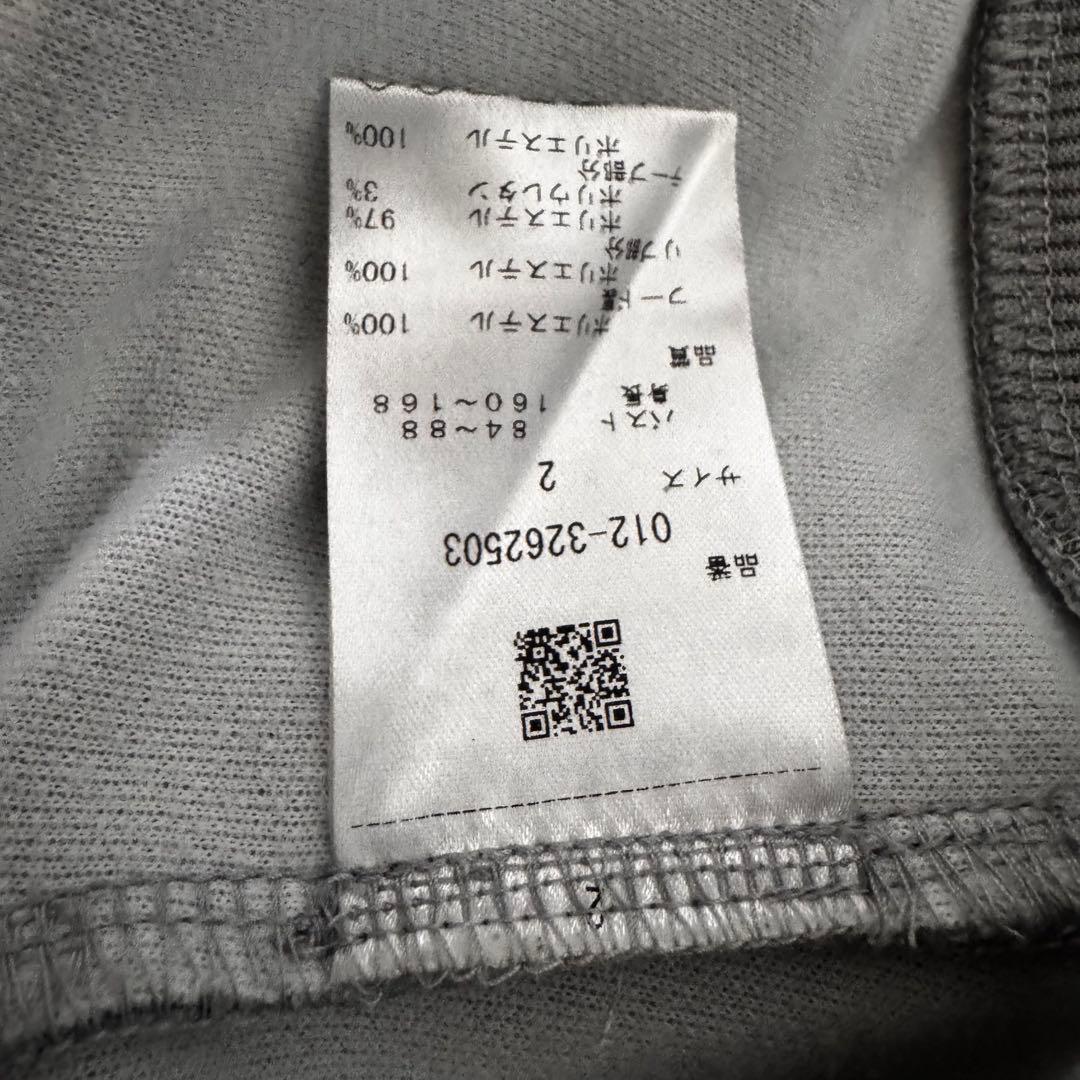 品番
012-3262503
サイズ 2
バスト 84~88
身長 160~168
品質
ポリエステル 100%
フード裏
ポリエステル 100%
リブ部分
ポリエステル 97%
ポリウレタン 3%
テープ部分
ポリエステル 100%